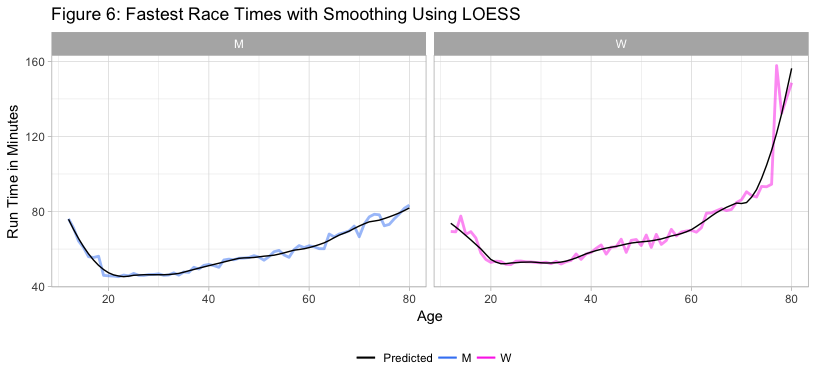 Figure 6: Fastest Race Times with Smoothing Using LOESS
M W
160
120
80
40
Run Time in Minutes
20 40 60 80 20 40 60 80
Age
Predicted M W